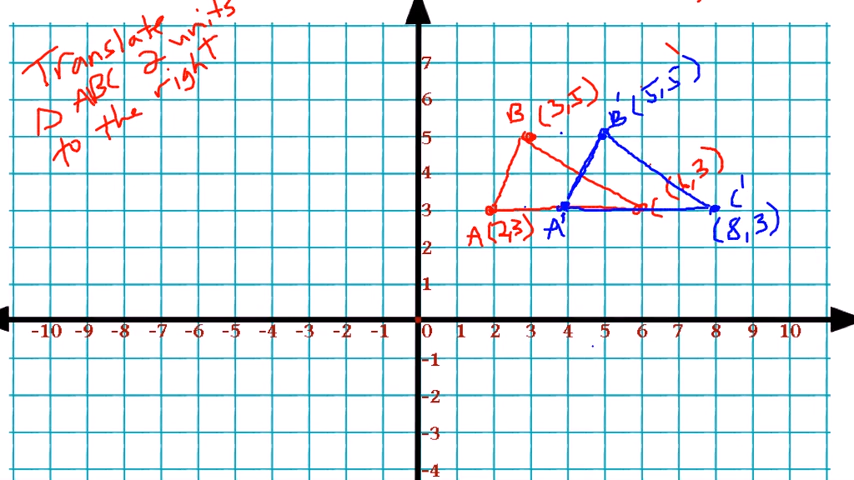 Translate
△ ABC 2 units
to the right
7
6
B (3,5) B' (5,5)
5
4
C (6,3)
3
A (2,3) A' C' (8,3)
2
1
-10 -9 -8 -7 -6 -5 -4 -3 -2 -1 0 1 2 3 4 5 6 7 8 9 10
-1
-2
-3
-4